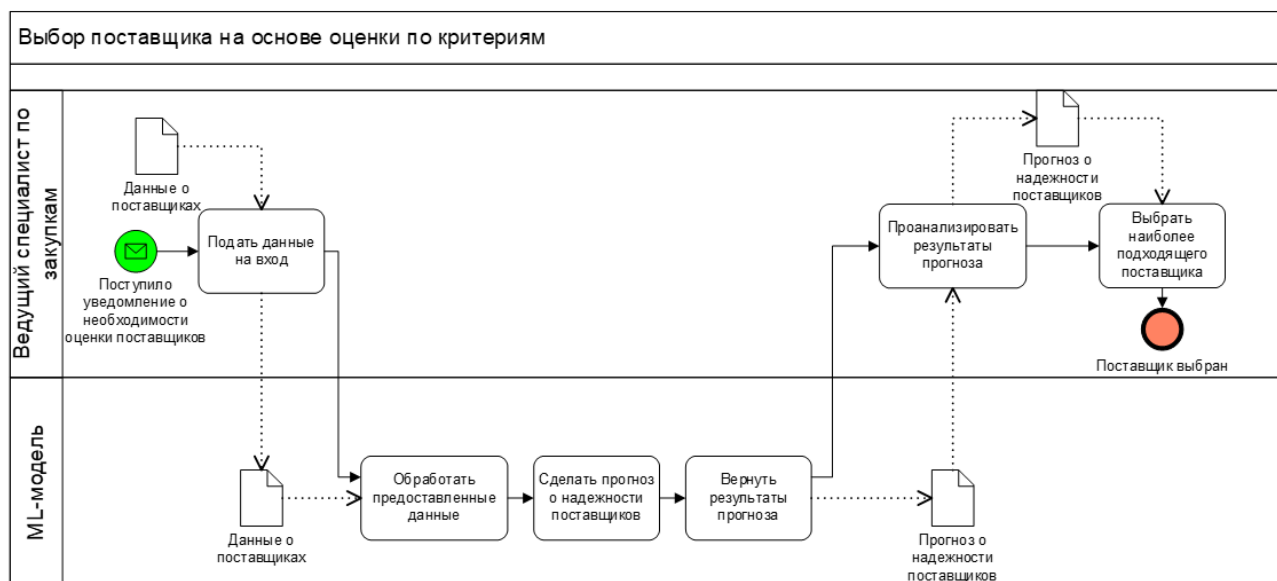 Выбор поставщика на основе оценки по критериям
Ведущий специалист по
закупкам
Данные о
поставщиках
Поступило
уведомление о
необходимости
оценки поставщиков
Подать данные
на вход
Проанализировать
результаты
прогноза
Прогноз о
надежности
поставщиков
Выбрать
наиболее
подходящего
поставщика
Поставщик выбран
ML-модель
Данные о
поставщиках
Обработать
предоставленные
данные
Сделать прогноз
о надежности
поставщиков
Вернуть
результаты
прогноза
Прогноз о
надежности
поставщиков